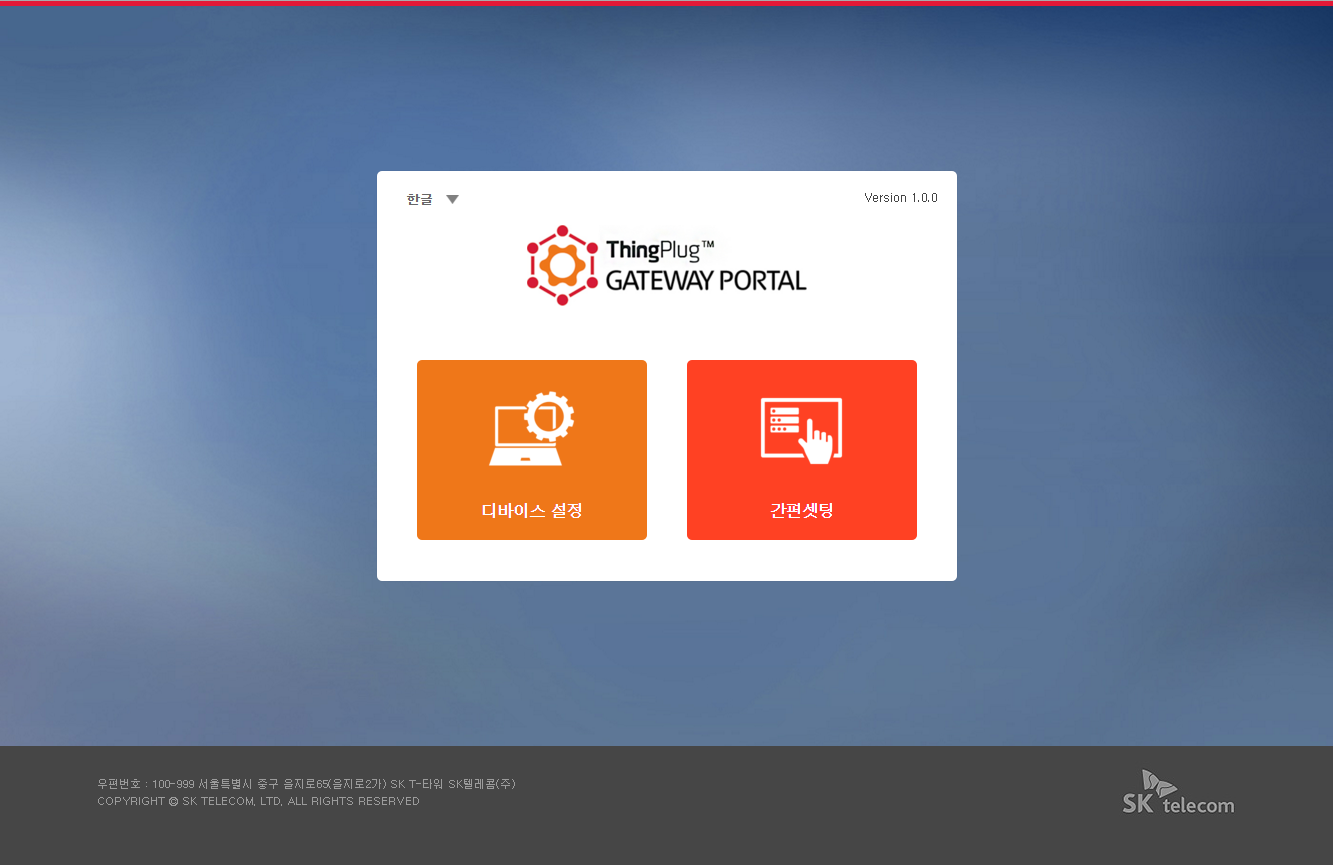 한글
Version 1.0.0
ThingPlug™
GATEWAY PORTAL
디바이스 설정
간편셋팅
우편번호 : 100-999 서울특별시 중구 을지로65(을지로2가) SK T-타워 SK텔레콤(주)
COPYRIGHT © SK TELECOM, LTD, ALL RIGHTS RESERVED
SK telecom